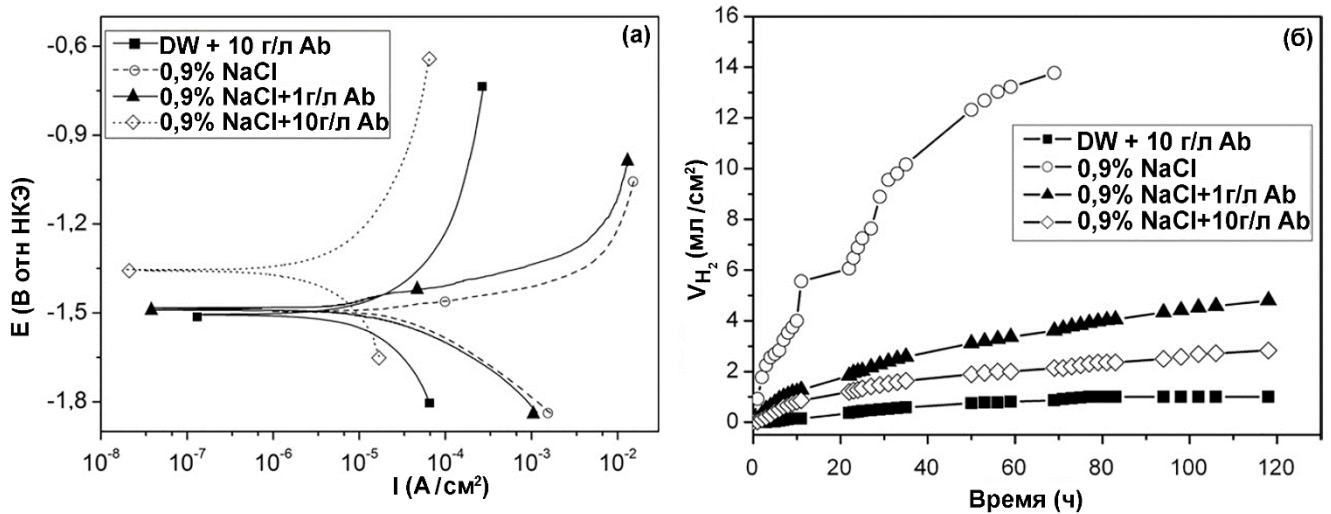 (а)
DW + 10 г/л Ab
0,9% NaCl
0,9% NaCl+1г/л Ab
0,9% NaCl+10г/л Ab
-0,6
-0,9
-1,2
-1,5
-1,8
E (В отн НКЭ)
10⁻⁸ 10⁻⁷ 10⁻⁶ 10⁻⁵ 10⁻⁴ 10⁻³ 10⁻²
I (А/см²)
(б)
16
14
12
10
8
6
4
2
0
V_H₂ (мл/см²)
DW + 10 г/л Ab
0,9% NaCl
0,9% NaCl+1г/л Ab
0,9% NaCl+10г/л Ab
0 20 40 60 80 100 120
Время (ч)